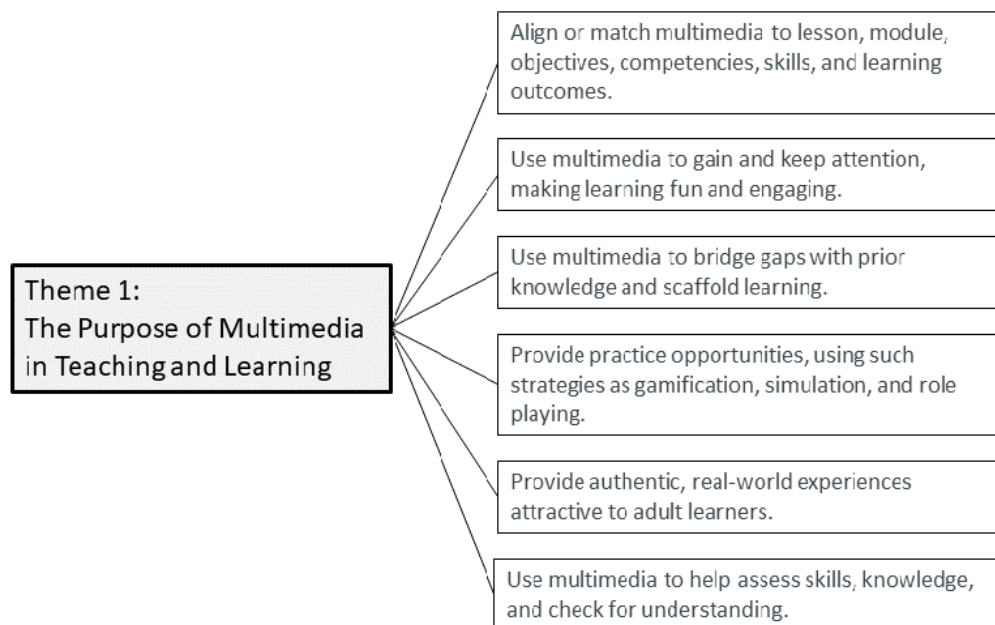 Align or match multimedia to lesson, module,
objectives, competencies, skills, and learning
outcomes.
Use multimedia to gain and keep attention,
making learning fun and engaging.
Use multimedia to bridge gaps with prior
knowledge and scaffold learning.
Theme 1:
The Purpose of Multimedia
in Teaching and Learning
Provide practice opportunities, using such
strategies as gamification, simulation, and role
playing.
Provide authentic, real-world experiences
attractive to adult learners.
Use multimedia to help assess skills, knowledge,
and check for understanding.